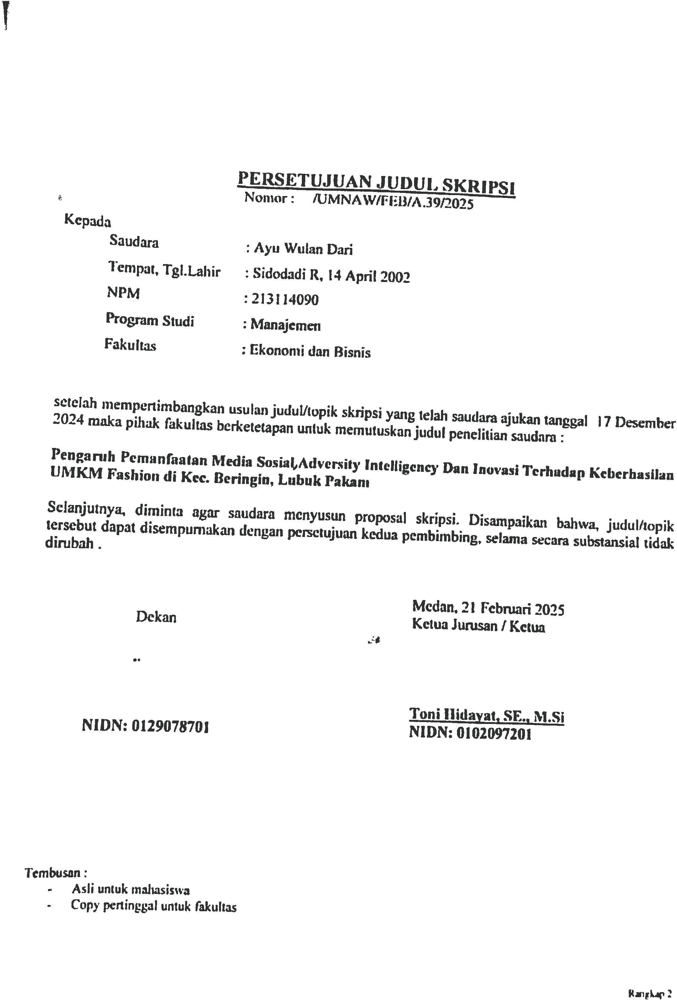 PERSETUJUAN JUDUL SKRIPSI
Nomor : /UMNAW/FEB/A.39/2025
Kepada
Saudara : Ayu Wulan Dari
Tempat, Tgl.Lahir : Sidodadi R, 14 April 2002
NPM : 213114090
Program Studi : Manajemen
Fakultas : Ekonomi dan Bisnis
setelah mempertimbangkan usulan judul/topik skripsi yang telah saudara ajukan tanggal 17 Desember
2024 maka pihak fakultas berketetapan untuk memutuskan judul penelitian saudara :
Pengaruh Pemanfaatan Media Sosial,Adversity Intelligency Dan Inovasi Terhadap Keberhasilan
UMKM Fashion di Kec. Beringin, Lubuk Pakam
Selanjutnya, diminta agar saudara menyusun proposal skripsi. Disampaikan bahwa, judul/topik
tersebut dapat disempurnakan dengan persetujuan kedua pembimbing, selama secara substansial tidak
dirubah .
Medan, 21 Februari 2025
Dekan Ketua Jurusan / Ketua
Toni Hidayat, SE., M.Si
NIDN: 0129078701 NIDN: 0102097201
Tembusan :
- Asli untuk mahasiswa
- Copy pertinggal untuk fakultas
Rangkap 2